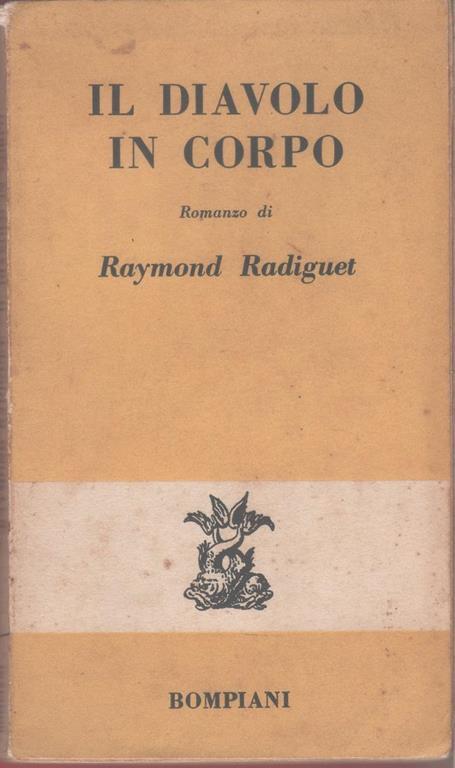 IL DIAVOLO
IN CORPO
Romanzo di
Raymond Radiguet
BOMPIANI